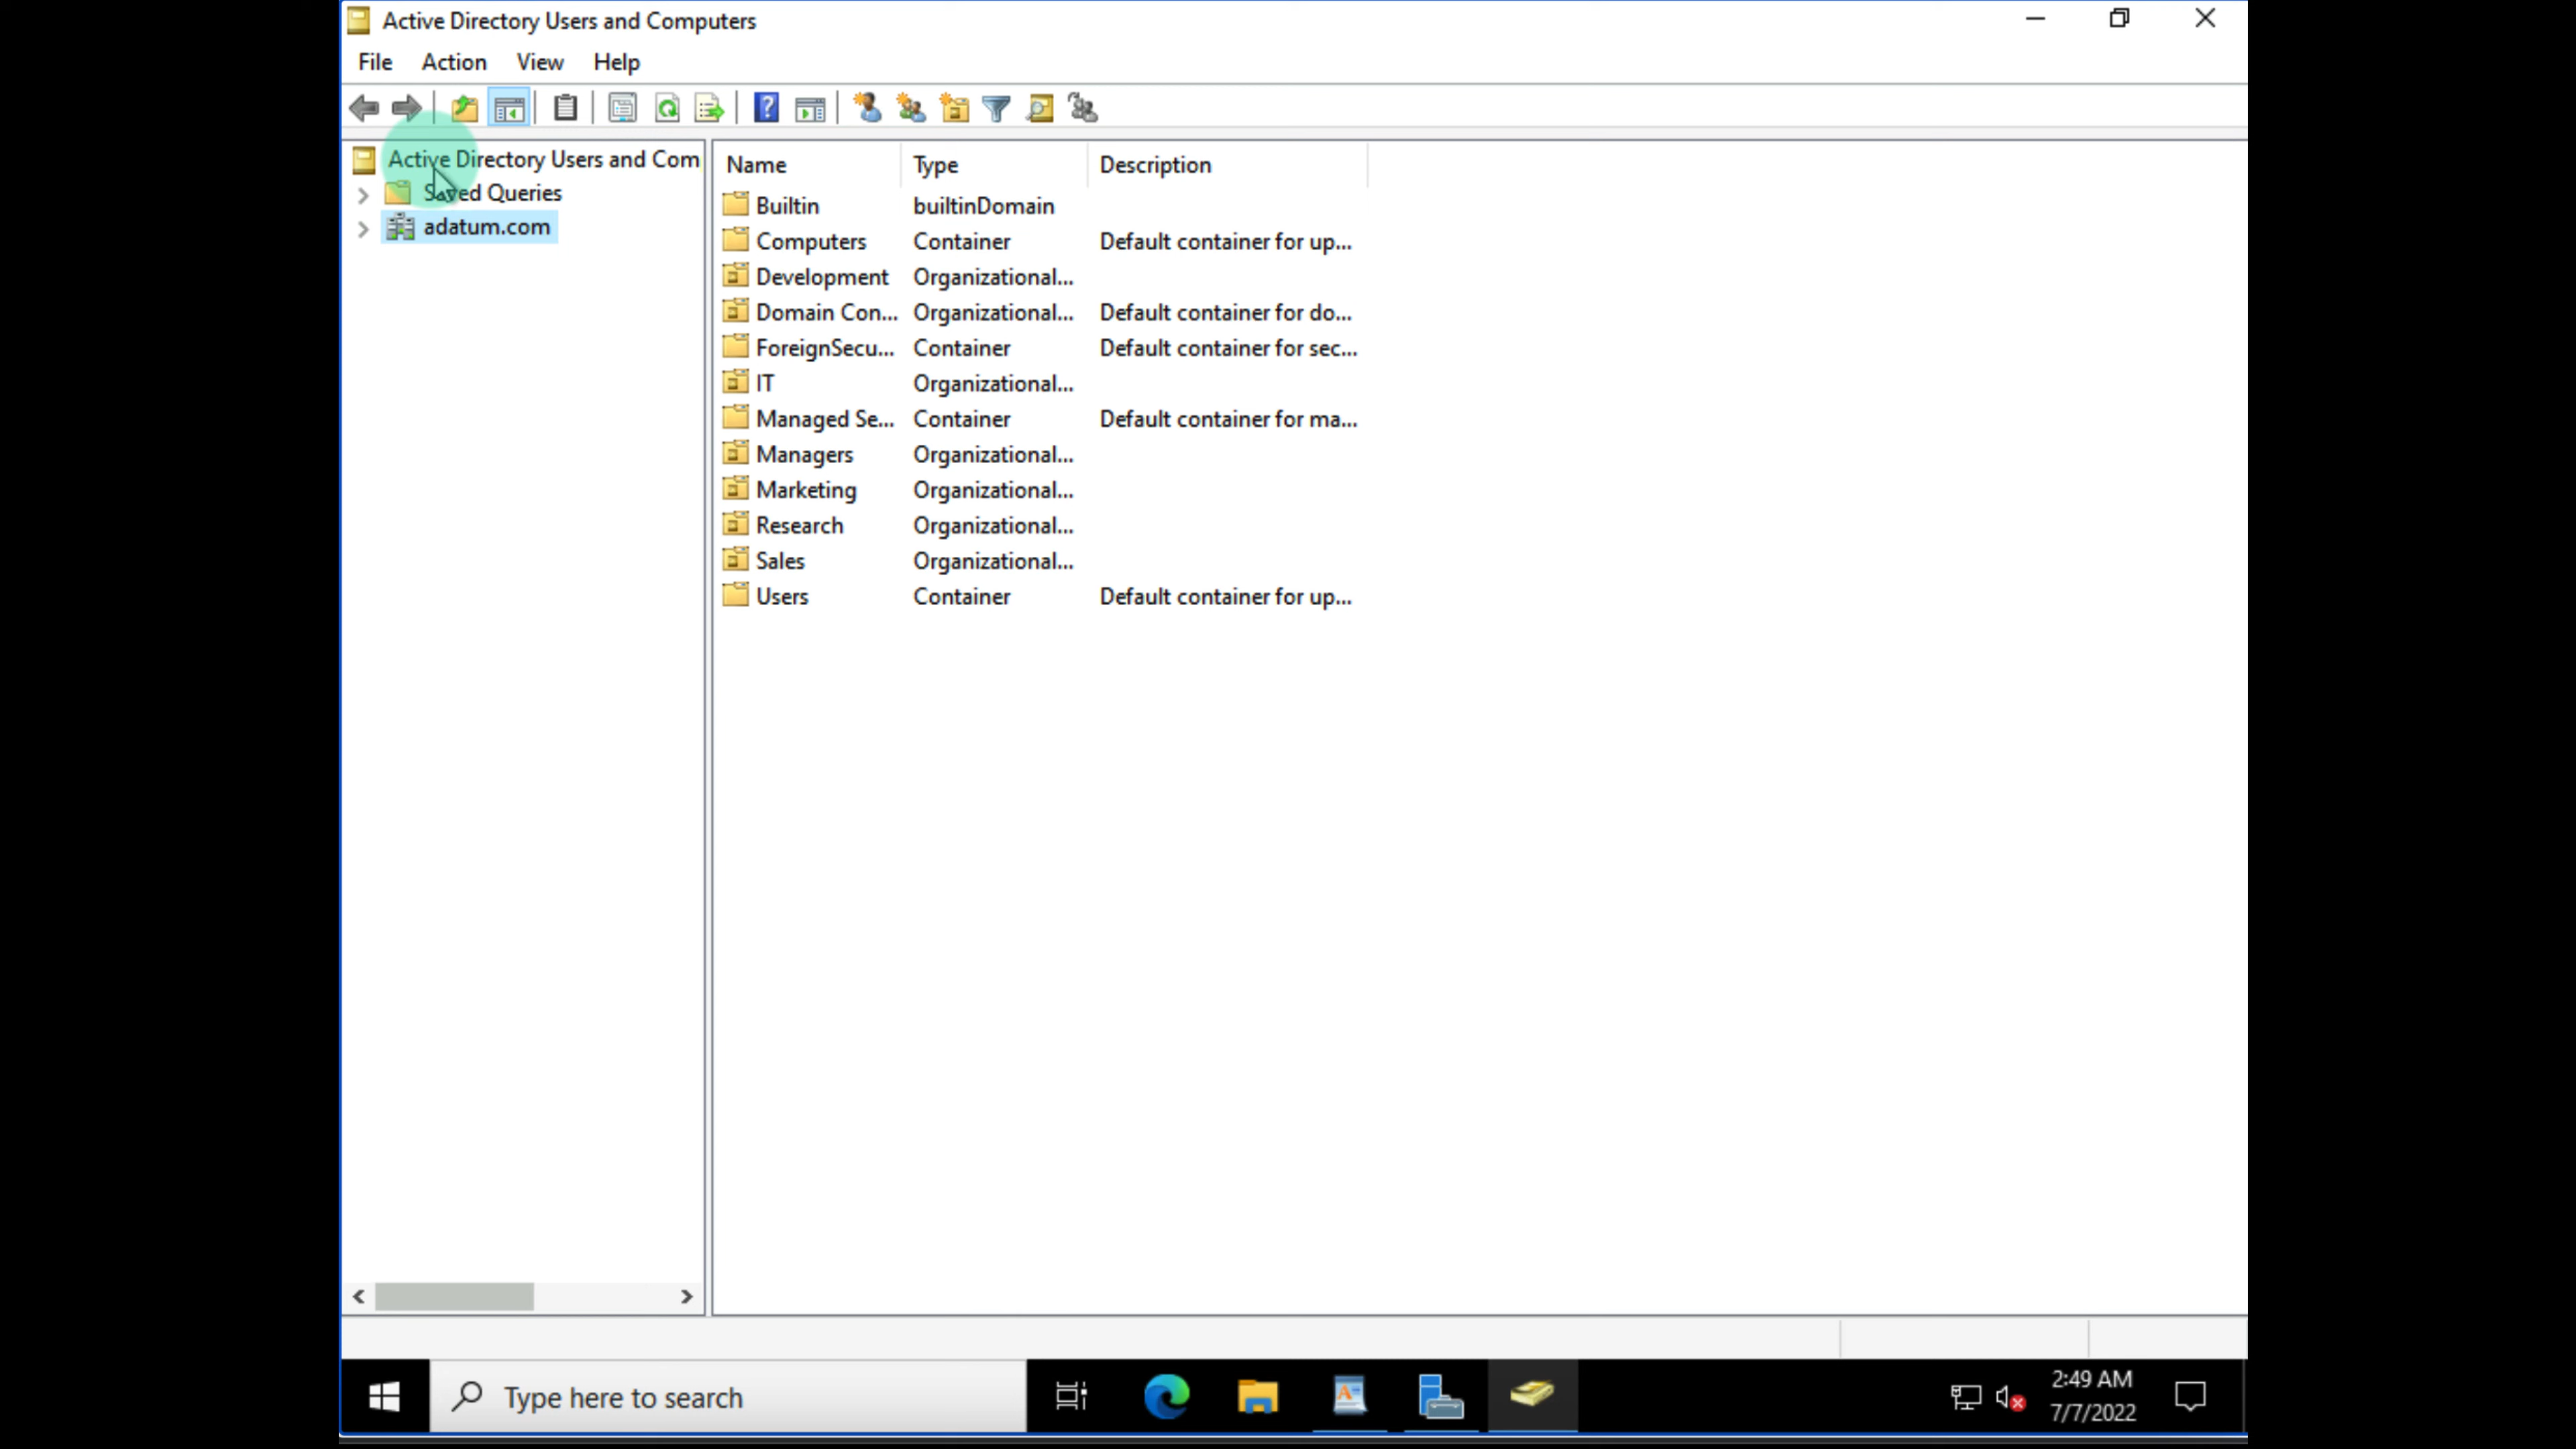 Active Directory Users and Computers
File Action View Help
Active Directory Users and Com
Saved Queries
adatum.com
Name Type Description
Builtin builtinDomain
Computers Container Default container for up...
Development Organizational...
Domain Con... Organizational... Default container for do...
ForeignSecu... Container Default container for sec...
IT Organizational...
Managed Se... Container Default container for ma...
Managers Organizational...
Marketing Organizational...
Research Organizational...
Sales Organizational...
Users Container Default container for up...
Type here to search
2:49 AM
7/7/2022